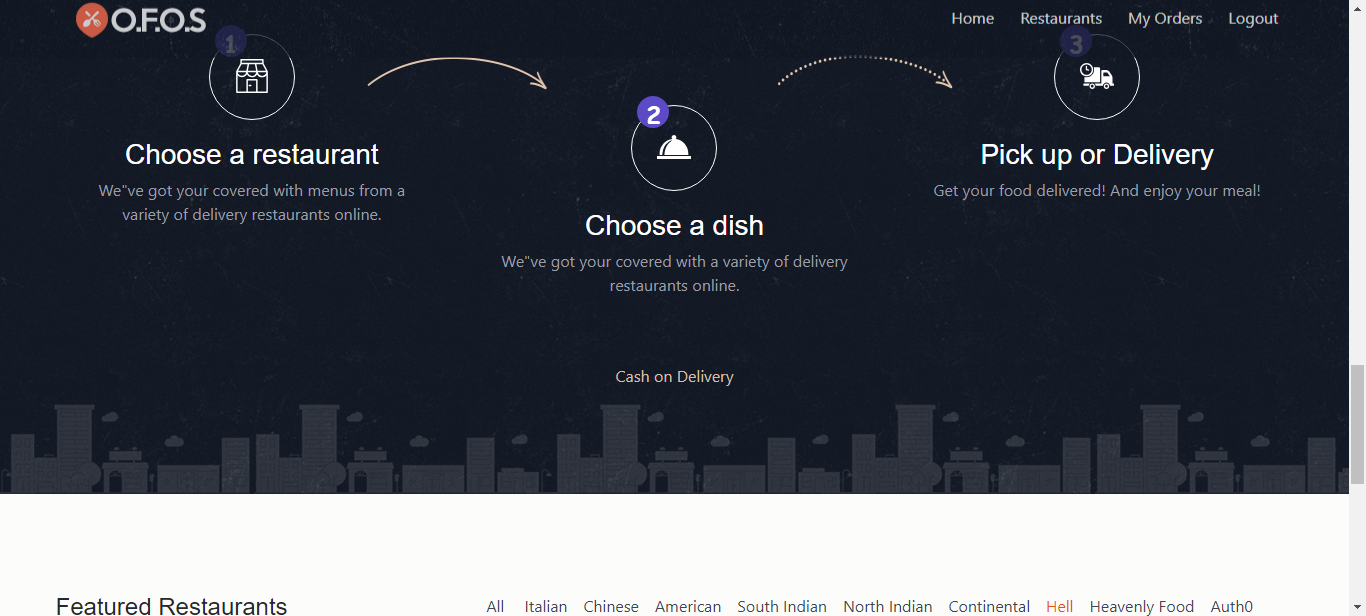 O.F.O.S
Home Restaurants My Orders Logout
1
Choose a restaurant
We"ve got your covered with menus from a
variety of delivery restaurants online.
2
Choose a dish
We"ve got your covered with a variety of delivery
restaurants online.
3
Pick up or Delivery
Get your food delivered! And enjoy your meal!
Cash on Delivery
Featured Restaurants
All Italian Chinese American South Indian North Indian Continental Hell Heavenly Food Auth0